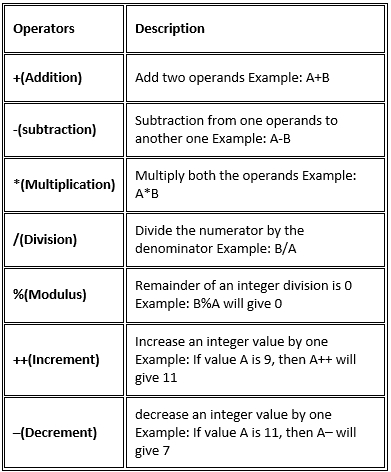 Operators Description
+(Addition) Add two operands Example: A+B
-(subtraction) Subtraction from one operands to
another one Example: A-B
*(Multiplication) Multiply both the operands Example:
A*B
/(Division) Divide the numerator by the
denominator Example: B/A
%(Modulus) Remainder of an integer division is 0
Example: B%A will give 0
++(Increment) Increase an integer value by one
Example: If value A is 9, then A++ will
give 11
–(Decrement) decrease an integer value by one
Example: If value A is 11, then A– will
give 7